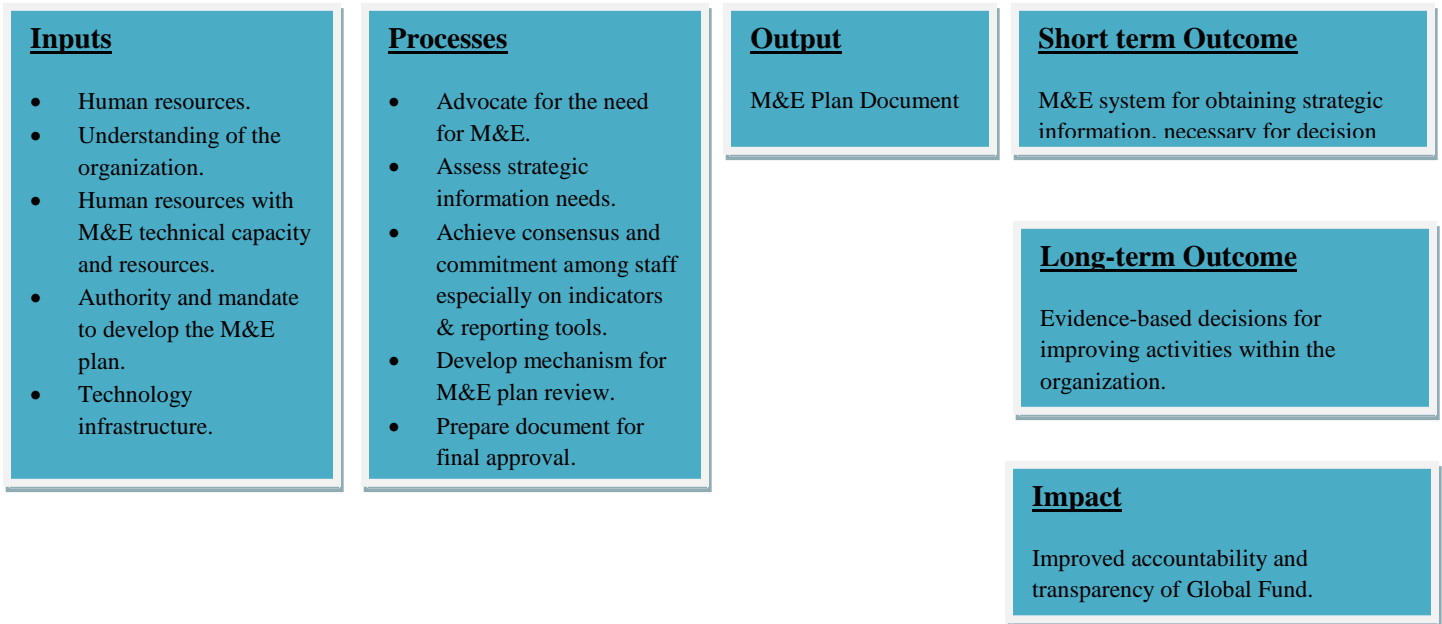 Inputs
• Human resources.
• Understanding of the
organization.
• Human resources with
M&E technical capacity
and resources.
• Authority and mandate
to develop the M&E
plan.
• Technology
infrastructure.
Processes
• Advocate for the need
for M&E.
• Assess strategic
information needs.
• Achieve consensus and
commitment among staff
especially on indicators
& reporting tools.
• Develop mechanism for
M&E plan review.
• Prepare document for
final approval.
Output
M&E Plan Document
Short term Outcome
M&E system for obtaining strategic
information, necessary for decision
Long-term Outcome
Evidence-based decisions for
improving activities within the
organization.
Impact
Improved accountability and
transparency of Global Fund.